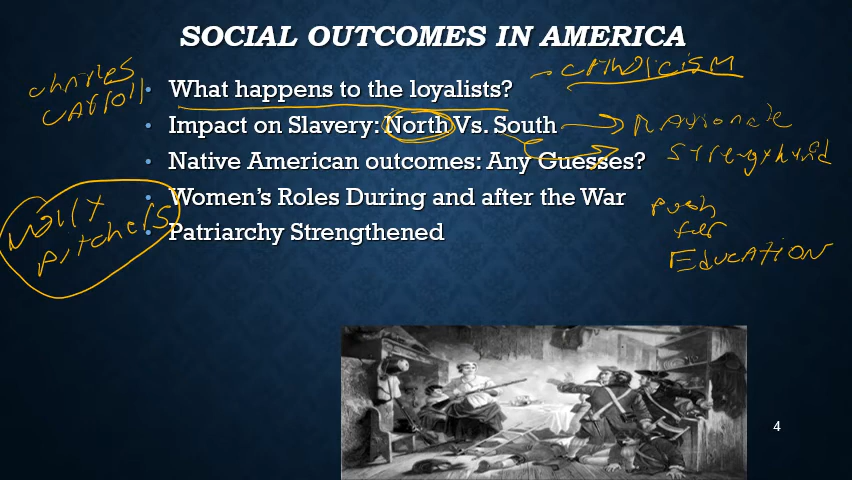 SOCIAL OUTCOMES IN AMERICA
• What happens to the loyalists?
• Impact on Slavery: North Vs. South
• Native American outcomes: Any Guesses?
• Women's Roles During and after the War
• Patriarchy Strengthened
Charles
Carroll
Catholicism
Rationale
Strengthened
push
for
Education
Molly
pitchers
4